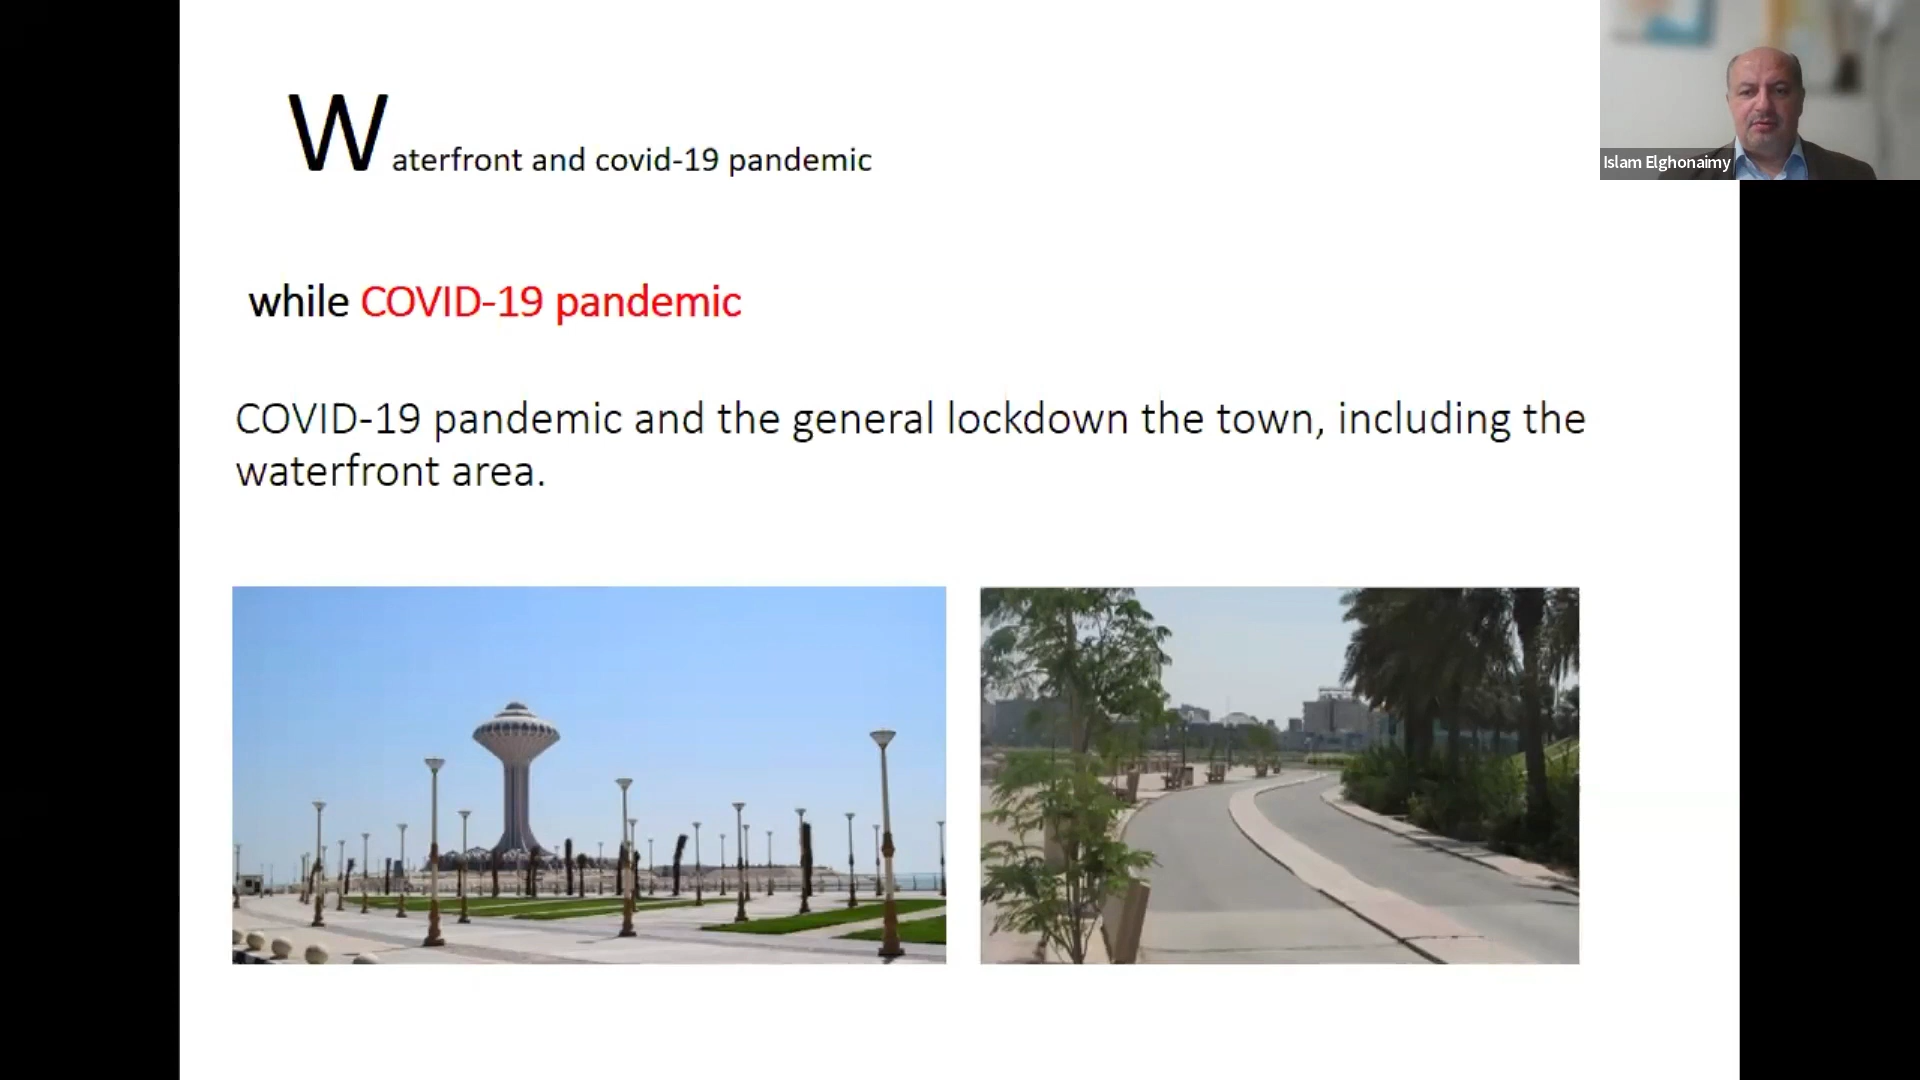 Waterfront and covid-19 pandemic
Islam Elghonaimy
while COVID-19 pandemic
COVID-19 pandemic and the general lockdown the town, including the
waterfront area.